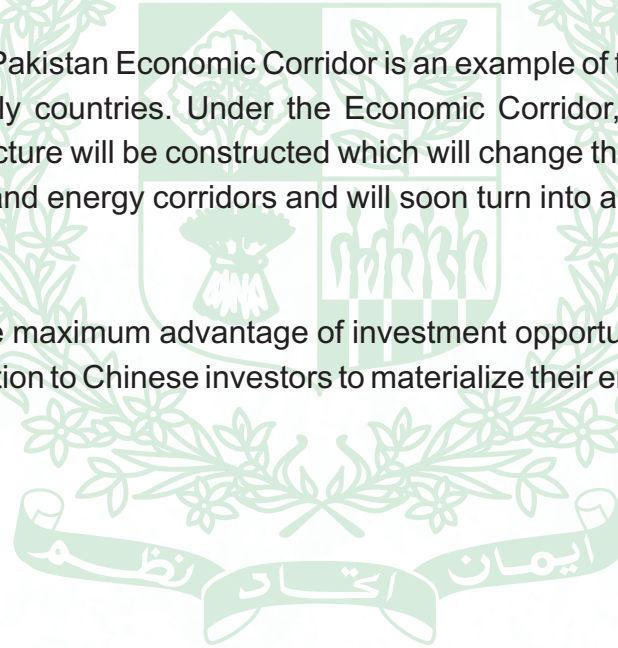 Pakistan Economic Corridor is an example of t
ly countries. Under the Economic Corridor,
cture will be constructed which will change th
and energy corridors and will soon turn into a
e maximum advantage of investment opportu
tion to Chinese investors to materialize their e
ایمان اتحاد نظم